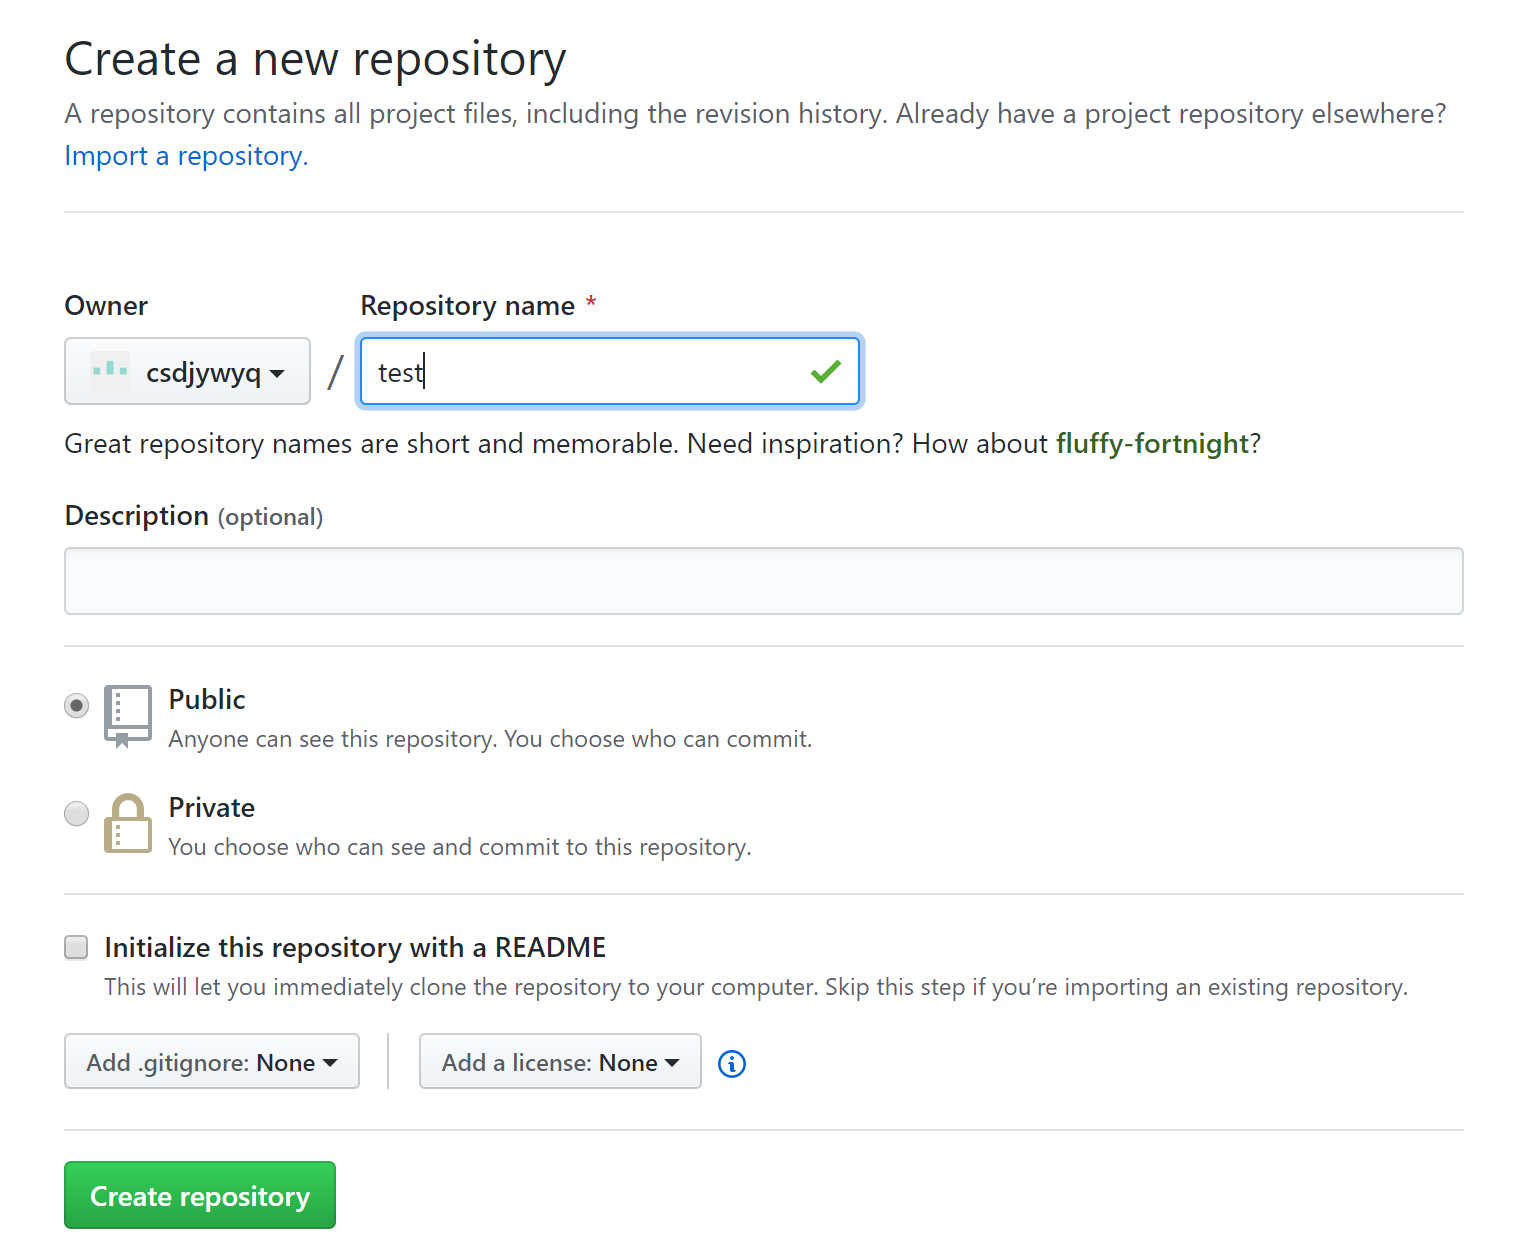 Create a new repository
A repository contains all project files, including the revision history. Already have a project repository elsewhere?
Import a repository.
Owner
Repository name *
csdjywyq
/
test
Great repository names are short and memorable. Need inspiration? How about fluffy-fortnight?
Description (optional)
Public
Anyone can see this repository. You choose who can commit.
Private
You choose who can see and commit to this repository.
Initialize this repository with a README
This will let you immediately clone the repository to your computer. Skip this step if you’re importing an existing repository.
Add .gitignore: None
Add a license: None
Create repository